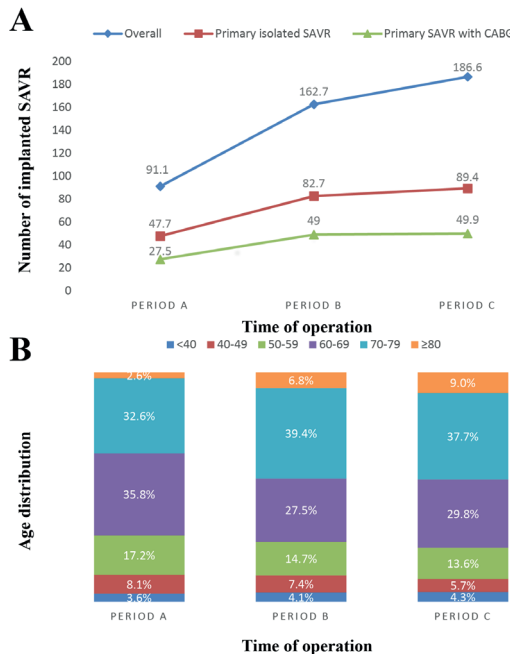 A
Overall Primary isolated SAVR Primary SAVR with CABG
Number of implanted SAVR
200
180
160
140
120
100
80
60
40
20
0
91.1 162.7 186.6
47.7 82.7 89.4
27.5 49 49.9
PERIOD A PERIOD B PERIOD C
Time of operation
B
<40 40-49 50-59 60-69 70-79 ≥80
Age distribution
2.6% 6.8% 9.0%
32.6% 39.4% 37.7%
35.8% 27.5% 29.8%
17.2% 14.7% 13.6%
8.1% 7.4% 5.7%
3.6% 4.1% 4.3%
PERIOD A PERIOD B PERIOD C
Time of operation